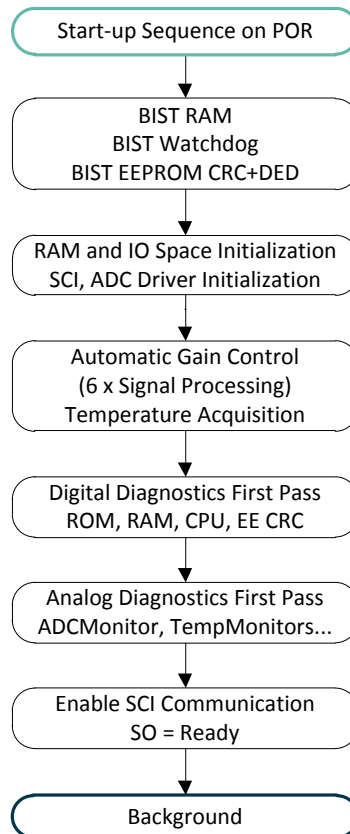 Start-up Sequence on POR
BIST RAM
BIST Watchdog
BIST EEPROM CRC+DED
RAM and IO Space Initialization
SCI, ADC Driver Initialization
Automatic Gain Control
(6 x Signal Processing)
Temperature Acquisition
Digital Diagnostics First Pass
ROM, RAM, CPU, EE CRC
Analog Diagnostics First Pass
ADCMonitor, TempMonitors...
Enable SCI Communication
SO = Ready
Background